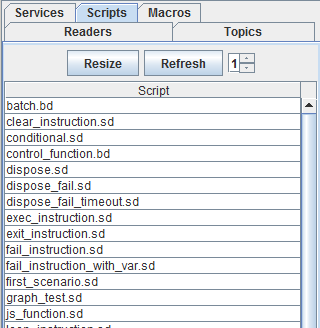 Services Scripts Macros
Readers Topics
Resize Refresh 1
Script
batch.bd
clear_instruction.sd
conditional.sd
control_function.bd
dispose.sd
dispose_fail.sd
dispose_fail_timeout.sd
exec_instruction.sd
exit_instruction.sd
fail_instruction.sd
fail_instruction_with_var.sd
first_scenario.sd
graph_test.sd
js_function.sd